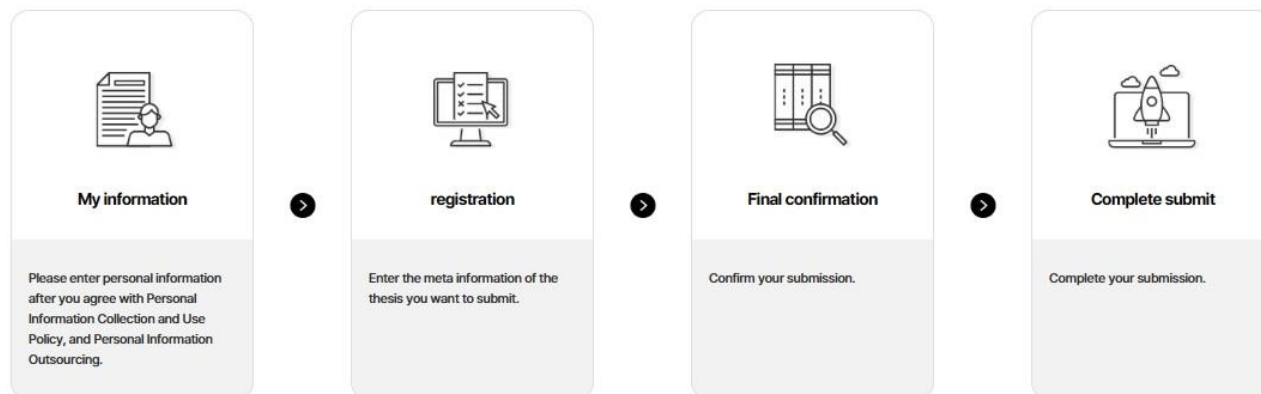 My information
Please enter personal information
after you agree with Personal
Information Collection and Use
Policy, and Personal Information
Outsourcing.
registration
Enter the meta information of the
thesis you want to submit.
Final confirmation
Confirm your submission.
Complete submit
Complete your submission.